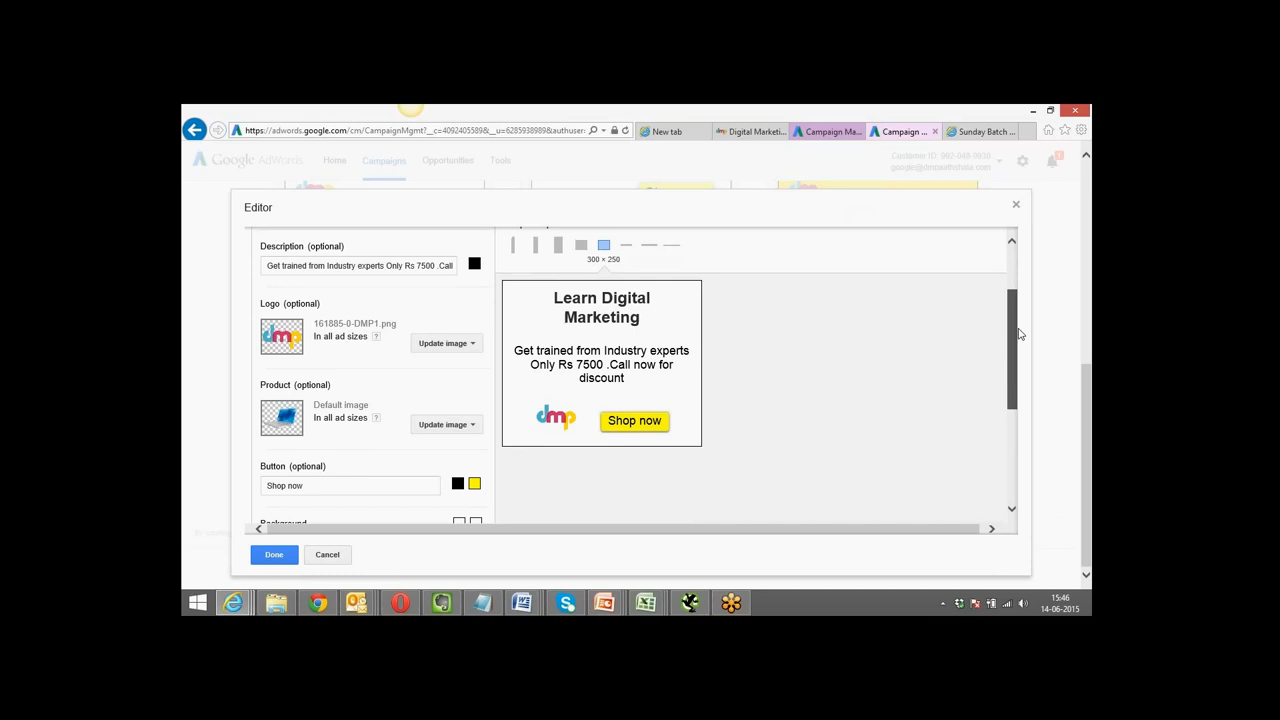 https://adwords.google.com/cm/CampaignMgmt?__c=4092405589&__u=6285938989&authuser:
New tab
Digital Marketi...
Campaign Ma...
Campaign ...
Sunday Batch ...
Google AdWords
Home
Campaigns
Opportunities
Tools
Editor
Description (optional)
Get trained from Industry experts Only Rs 7500 .Call
Logo (optional)
161885-0-DMP1.png
In all ad sizes ?
Update image
Product (optional)
Default image
In all ad sizes ?
Update image
Button (optional)
Shop now
300 × 250
Learn Digital
Marketing
Get trained from Industry experts
Only Rs 7500 .Call now for
discount
dmp
Shop now
Done
Cancel
15:46
14-06-2015